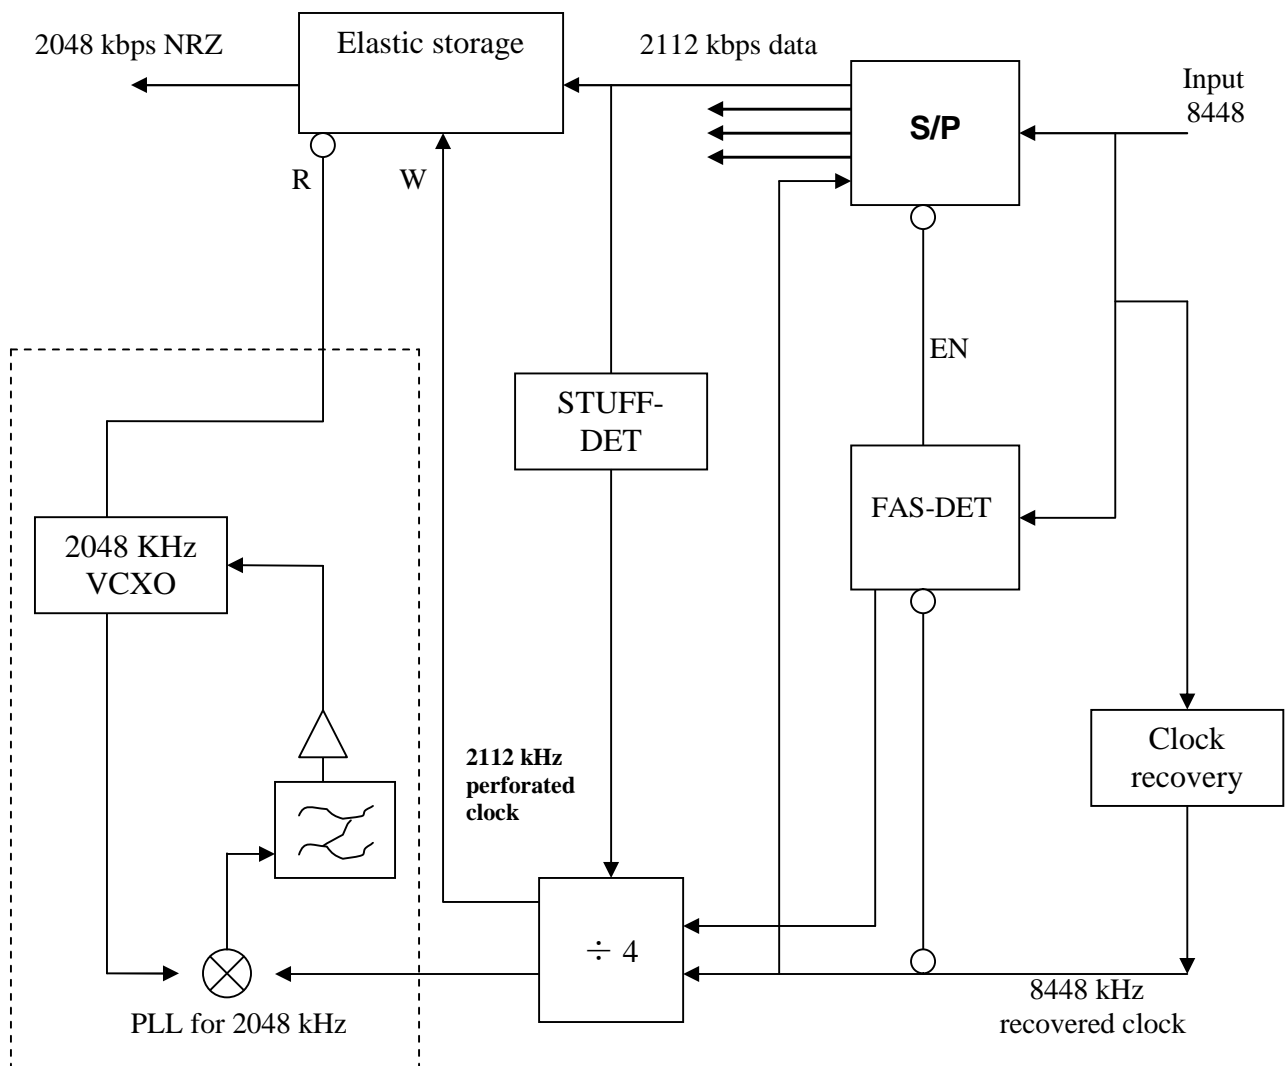 2048 kbps NRZ
Elastic storage
2112 kbps data
Input
8448
S/P
R
W
EN
STUFF-
DET
FAS-DET
2048 KHz
VCXO
2112 kHz
perforated
clock
Clock
recovery
÷ 4
PLL for 2048 kHz
8448 kHz
recovered clock